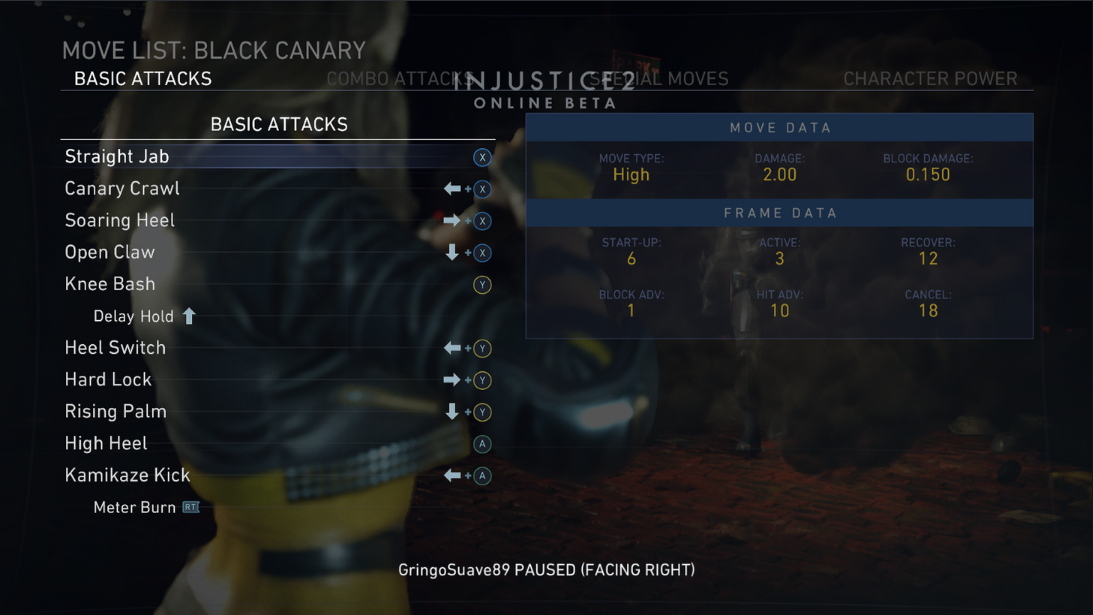 MOVE LIST: BLACK CANARY
BASIC ATTACKS COMBO ATTACKS SPECIAL MOVES CHARACTER POWER
INJUSTICE 2
ONLINE BETA
BASIC ATTACKS
Straight Jab X
Canary Crawl ⬅ + X
Soaring Heel ➡ + X
Open Claw ⬇ + X
Knee Bash Y
Delay Hold ⬆
Heel Switch ⬅ + Y
Hard Lock ➡ + Y
Rising Palm ⬇ + Y
High Heel A
Kamikaze Kick ⬅ + A
Meter Burn RT
MOVE DATA
MOVE TYPE: DAMAGE: BLOCK DAMAGE:
High 2.00 0.150
FRAME DATA
START-UP: ACTIVE: RECOVER:
6 3 12
BLOCK ADV: HIT ADV: CANCEL:
1 10 18
GringoSuave89 PAUSED (FACING RIGHT)